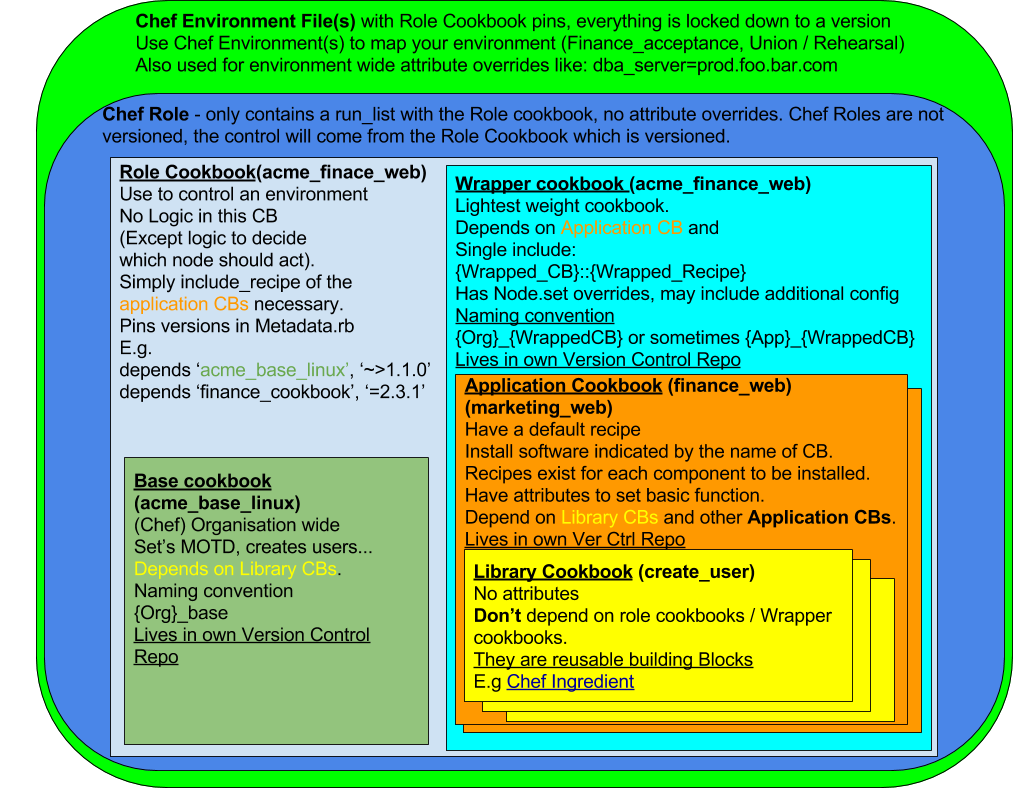 Chef Environment File(s) with Role Cookbook pins, everything is locked down to a version
Use Chef Environment(s) to map your environment (Finance_acceptance, Union / Rehearsal)
Also used for environment wide attribute overrides like: dba_server=prod.foo.bar.com
Chef Role - only contains a run_list with the Role cookbook, no attribute overrides. Chef Roles are not
versioned, the control will come from the Role Cookbook which is versioned.
Role Cookbook(acme_finace_web)
Use to control an environment
No Logic in this CB
(Except logic to decide
which node should act).
Simply include_recipe of the
application CBs necessary.
Pins versions in Metadata.rb
E.g.
depends ‘acme_base_linux’, ‘~>1.1.0’
depends ‘finance_cookbook’, ‘=2.3.1’
Base cookbook
(acme_base_linux)
(Chef) Organisation wide
Set’s MOTD, creates users...
Depends on Library CBs.
Naming convention
{Org}_base
Lives in own Version Control
Repo
Wrapper cookbook (acme_finance_web)
Lightest weight cookbook.
Depends on Application CB and
Single include:
{Wrapped_CB}::{Wrapped_Recipe}
Has Node.set overrides, may include additional config
Naming convention
{Org}_{WrappedCB} or sometimes {App}_{WrappedCB}
Lives in own Version Control Repo
Application Cookbook (finance_web)
(marketing_web)
Have a default recipe
Install software indicated by the name of CB.
Recipes exist for each component to be installed.
Have attributes to set basic function.
Depend on Library CBs and other Application CBs.
Lives in own Ver Ctrl Repo
Library Cookbook (create_user)
No attributes
Don’t depend on role cookbooks / Wrapper
cookbooks.
They are reusable building Blocks
E.g Chef Ingredient